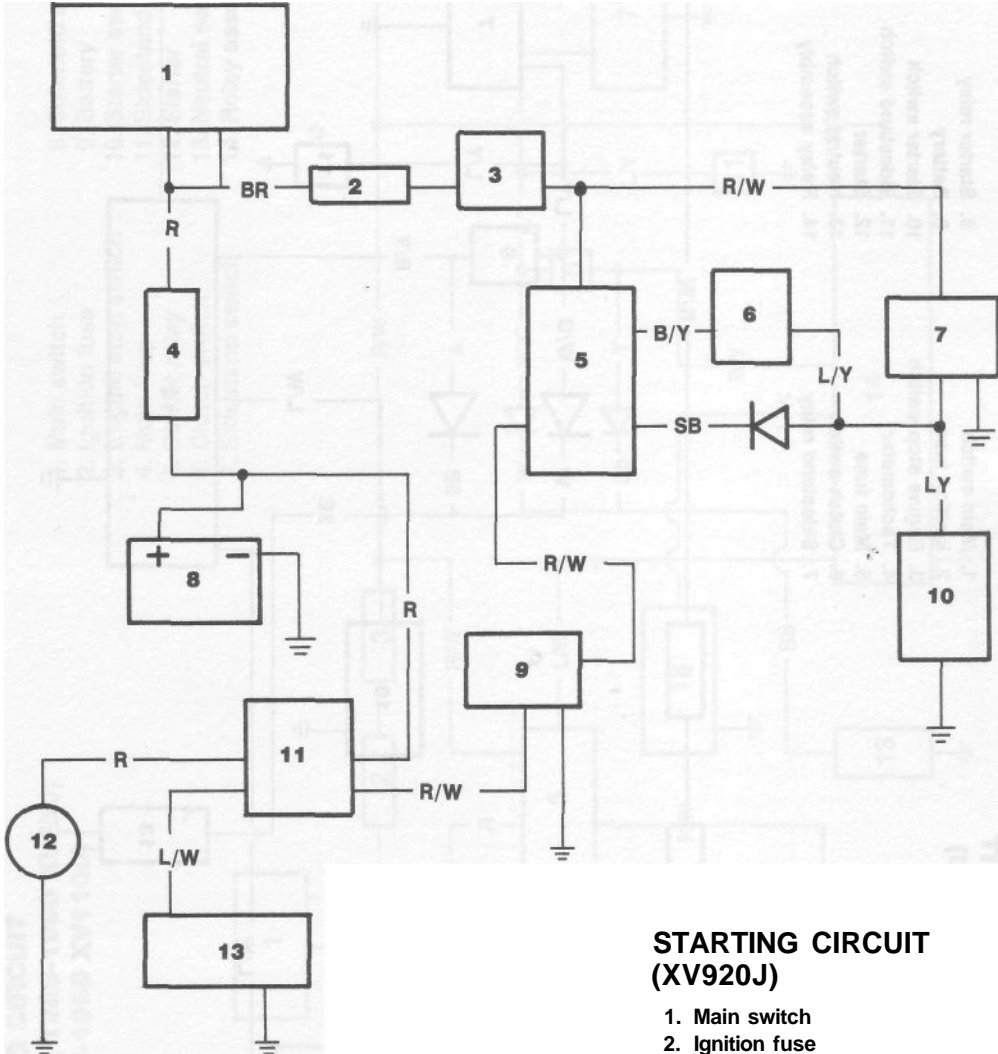 1
BR
2
3
R/W
R
4
5
B/Y
6
L/Y
7
SB
LY
+ −
8
R/W
10
R
9
R
11
R/W
12
L/W
13
STARTING CIRCUIT
(XV920J)
1. Main switch
2. Ignition fuse